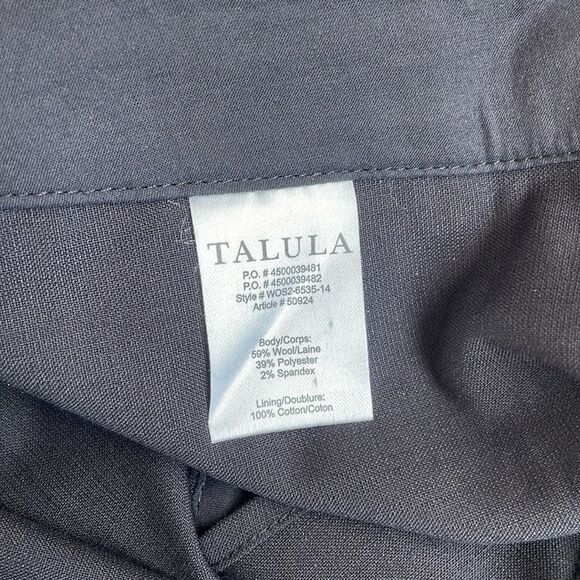 TALULA
P.O. # 4500039481
P.O. # 4500039482
Style # WOS2-6535-14
Article # 50924
Body/Corps:
59% Wool/Laine
39% Polyester
2% Spandex
Lining/Doublure:
100% Cotton/Coton